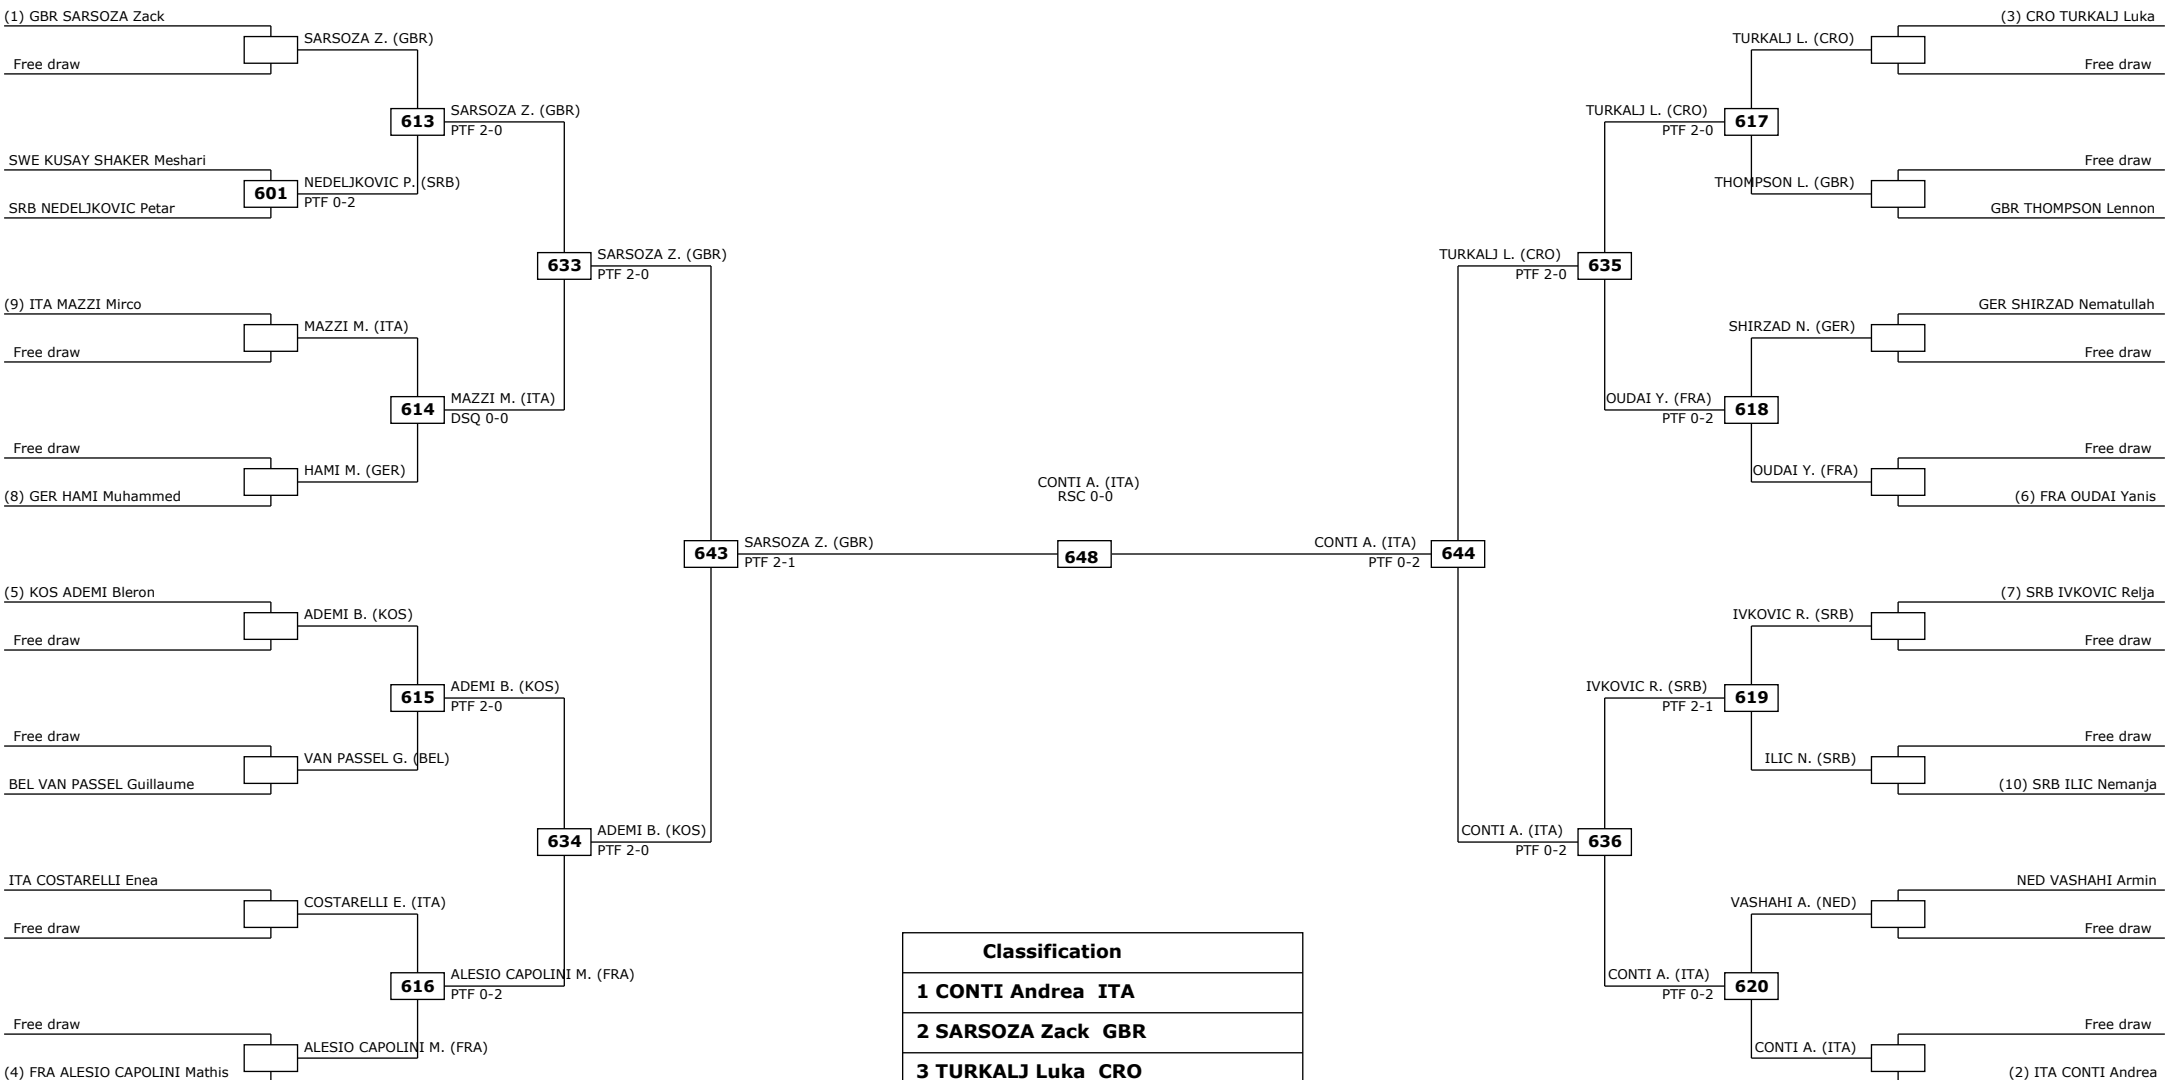 (1) GBR SARSOZA Zack
Free draw
SARSOZA Z. (GBR)
613
SARSOZA Z. (GBR)
PTF 2-0
SWE KUSAY SHAKER Meshari
SRB NEDELJKOVIC Petar
601
NEDELJKOVIC P. (SRB)
PTF 0-2
633
SARSOZA Z. (GBR)
PTF 2-0
(9) ITA MAZZI Mirco
Free draw
MAZZI M. (ITA)
614
MAZZI M. (ITA)
DSQ 0-0
Free draw
(8) GER HAMI Muhammed
HAMI M. (GER)
643
SARSOZA Z. (GBR)
PTF 2-1
(5) KOS ADEMI Bleron
Free draw
ADEMI B. (KOS)
615
ADEMI B. (KOS)
PTF 2-0
Free draw
BEL VAN PASSEL Guillaume
VAN PASSEL G. (BEL)
634
ADEMI B. (KOS)
PTF 2-0
ITA COSTARELLI Enea
Free draw
COSTARELLI E. (ITA)
616
ALESIO CAPOLINI M. (FRA)
PTF 0-2
Free draw
(4) FRA ALESIO CAPOLINI Mathis
ALESIO CAPOLINI M. (FRA)
CONTI A. (ITA)
RSC 0-0
648
(3) CRO TURKALJ Luka
Free draw
TURKALJ L. (CRO)
TURKALJ L. (CRO)
PTF 2-0
617
Free draw
GBR THOMPSON Lennon
THOMPSON L. (GBR)
TURKALJ L. (CRO)
PTF 2-0
635
GER SHIRZAD Nematullah
Free draw
SHIRZAD N. (GER)
OUDAI Y. (FRA)
PTF 0-2
618
Free draw
(6) FRA OUDAI Yanis
OUDAI Y. (FRA)
CONTI A. (ITA)
PTF 0-2
644
(7) SRB IVKOVIC Relja
Free draw
IVKOVIC R. (SRB)
IVKOVIC R. (SRB)
PTF 2-1
619
Free draw
(10) SRB ILIC Nemanja
ILIC N. (SRB)
CONTI A. (ITA)
PTF 0-2
636
NED VASHAHI Armin
Free draw
VASHAHI A. (NED)
CONTI A. (ITA)
PTF 0-2
620
Free draw
(2) ITA CONTI Andrea
CONTI A. (ITA)
Classification
1 CONTI Andrea ITA
2 SARSOZA Zack GBR
3 TURKALJ Luka CRO